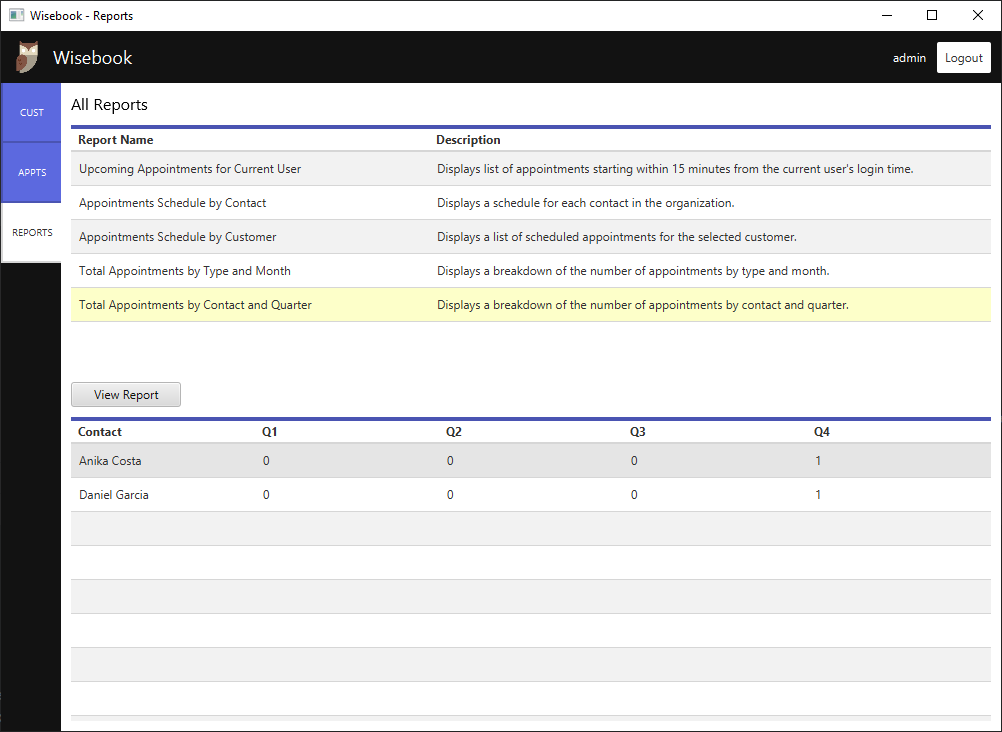 Wisebook - Reports
Wisebook admin Logout
CUST
APPTS
REPORTS
All Reports
Report Name Description
Upcoming Appointments for Current User Displays list of appointments starting within 15 minutes from the current user's login time.
Appointments Schedule by Contact Displays a schedule for each contact in the organization.
Appointments Schedule by Customer Displays a list of scheduled appointments for the selected customer.
Total Appointments by Type and Month Displays a breakdown of the number of appointments by type and month.
Total Appointments by Contact and Quarter Displays a breakdown of the number of appointments by contact and quarter.
View Report
Contact Q1 Q2 Q3 Q4
Anika Costa 0 0 0 1
Daniel Garcia 0 0 0 1